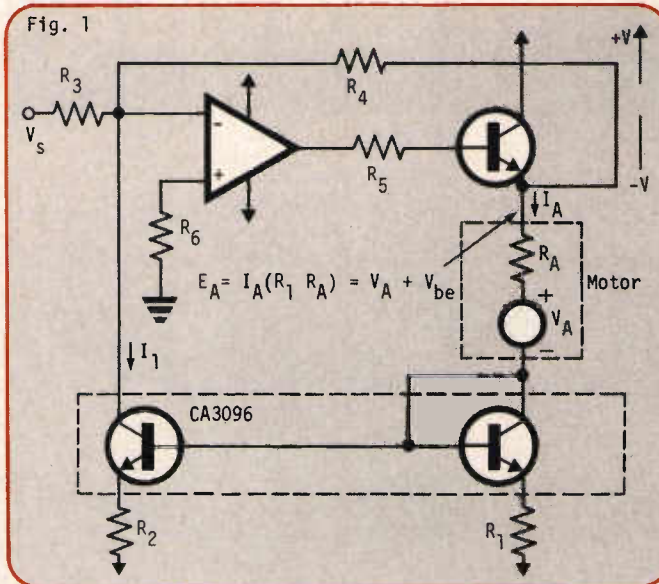 Fig. 1
+V
R3
R4
Vs
-
+
R5
-V
IA
R6
RA
EA= IA(R1 RA) = VA + Vbe
Motor
+
VA
-
I1
CA3096
R2
R1